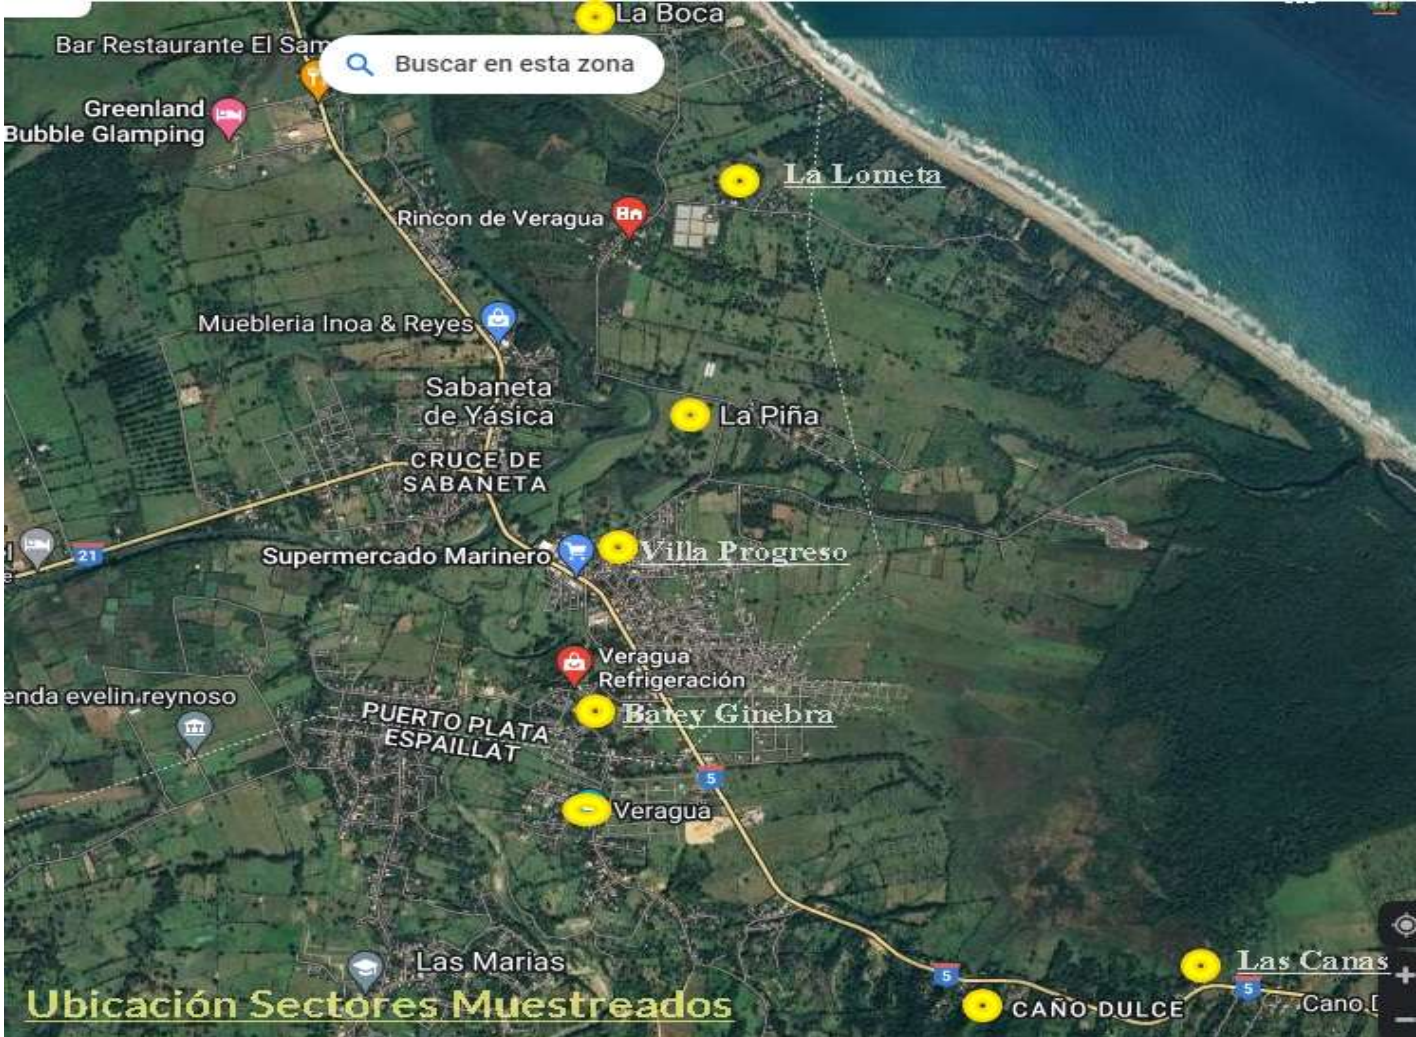 La Boca
Bar Restaurante El Sam
Buscar en esta zona
Greenland
Bubble Glamping
La Lometa
Rincon de Veragua
Muebleria Inoa & Reyes
Sabaneta
de Yásica
La Piña
CRUCE DE
SABANETA
21
Supermercado Marinero
Villa Progreso
Veragua
Refrigeración
enda evelin.reynoso
PUERTO PLATA
ESPAILLAT
Batey Ginebra
5
Veragua
Las Marias
Las Canas
5
5
CAÑO DULCE
Cano D
Ubicación Sectores Muestreados